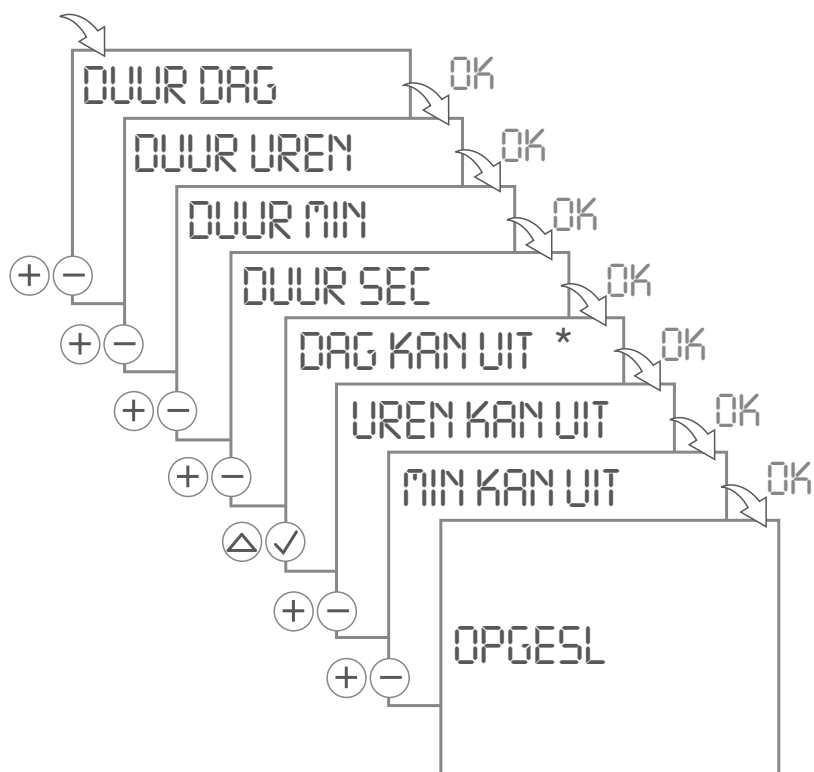 DUUR DAG
OK
DUUR UREN
OK
DUUR MIN
OK
DUUR SEC
OK
DAG KAN UIT *
OK
UREN KAN UIT
OK
MIN KAN UIT
OK
OPGESL